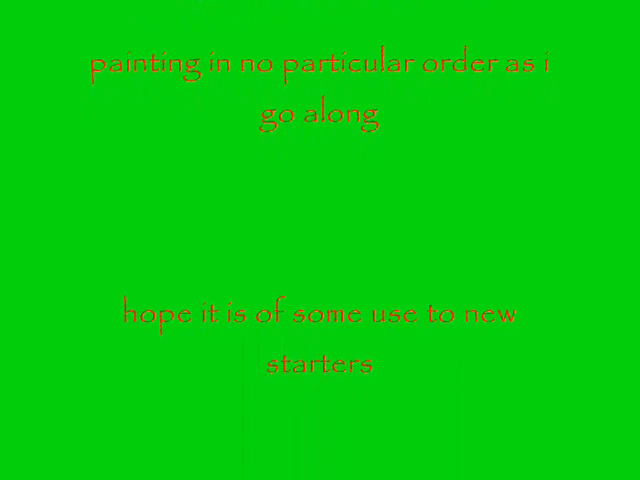 painting in no particular order as i
go along
hope it is of some use to new
starters